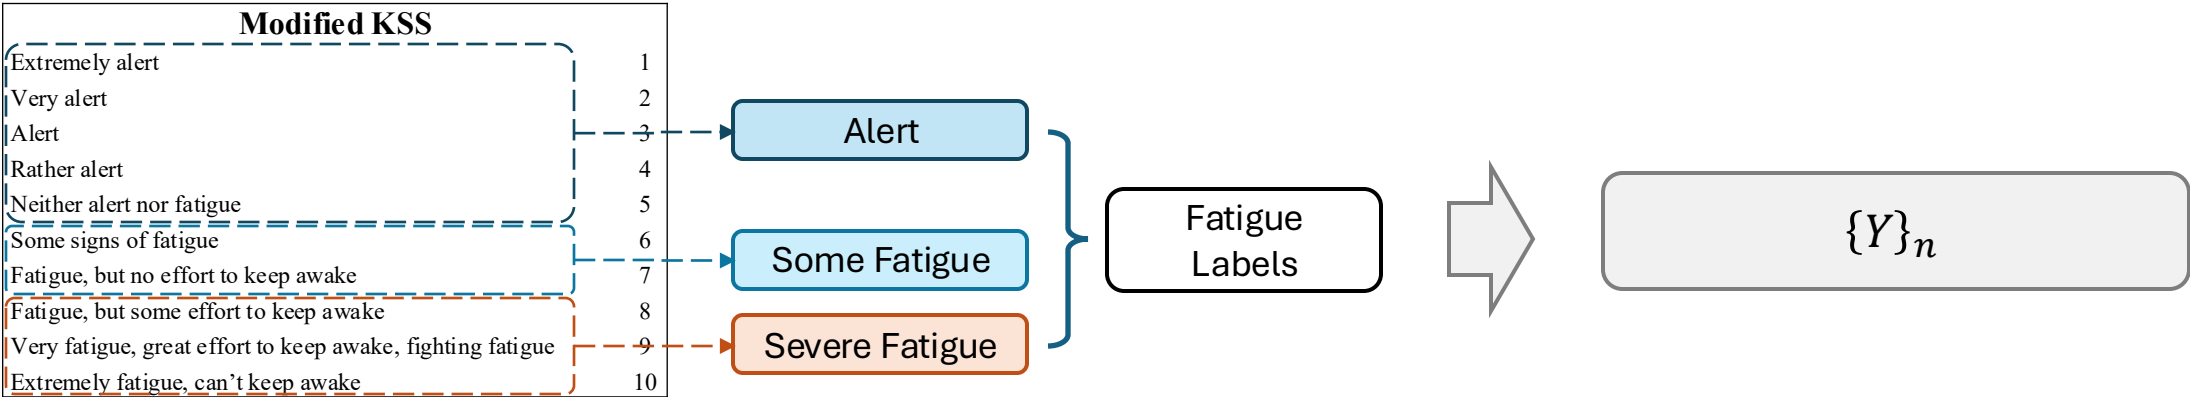 Modified KSS
Extremely alert 1
Very alert 2
Alert 3
Rather alert 4
Neither alert nor fatigue 5
Some signs of fatigue 6
Fatigue, but no effort to keep awake 7
Fatigue, but some effort to keep awake 8
Very fatigue, great effort to keep awake, fighting fatigue 9
Extremely fatigue, can’t keep awake 10
Alert
Some Fatigue
Severe Fatigue
Fatigue
Labels
{Y}ₙ